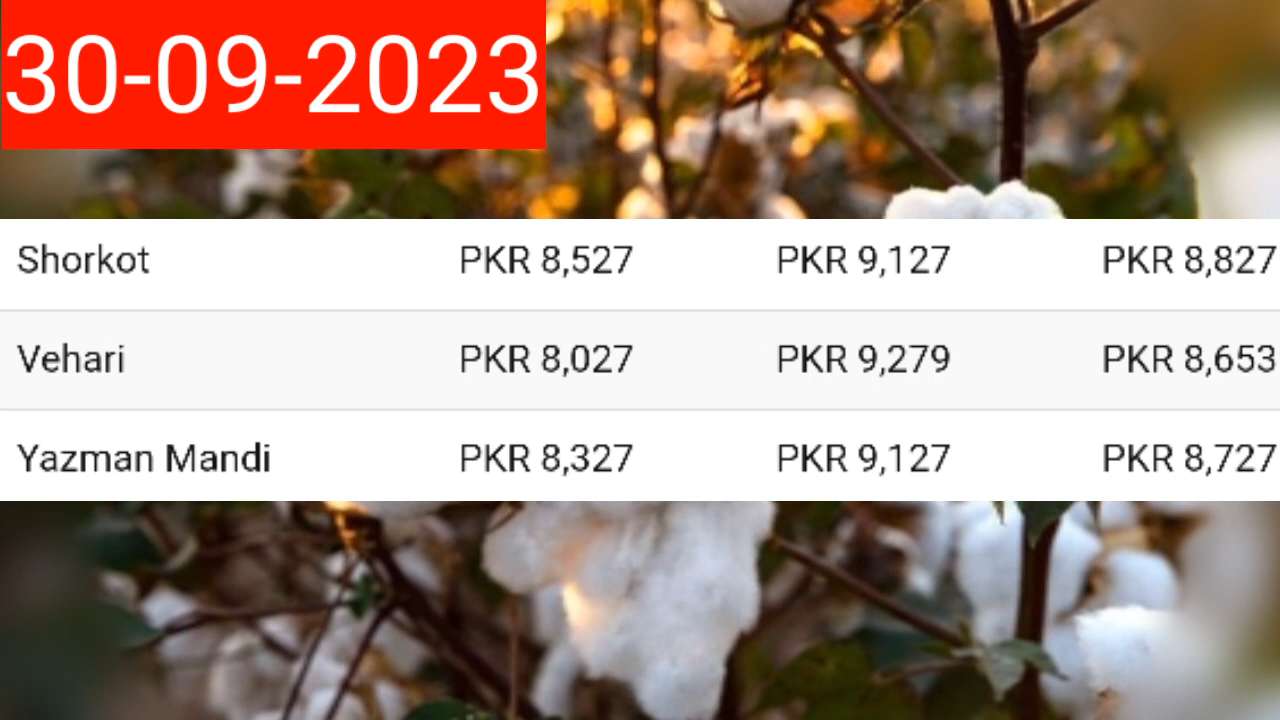 30-09-2023
Shorkot PKR 8,527 PKR 9,127 PKR 8,827
Vehari PKR 8,027 PKR 9,279 PKR 8,653
Yazman Mandi PKR 8,327 PKR 9,127 PKR 8,727